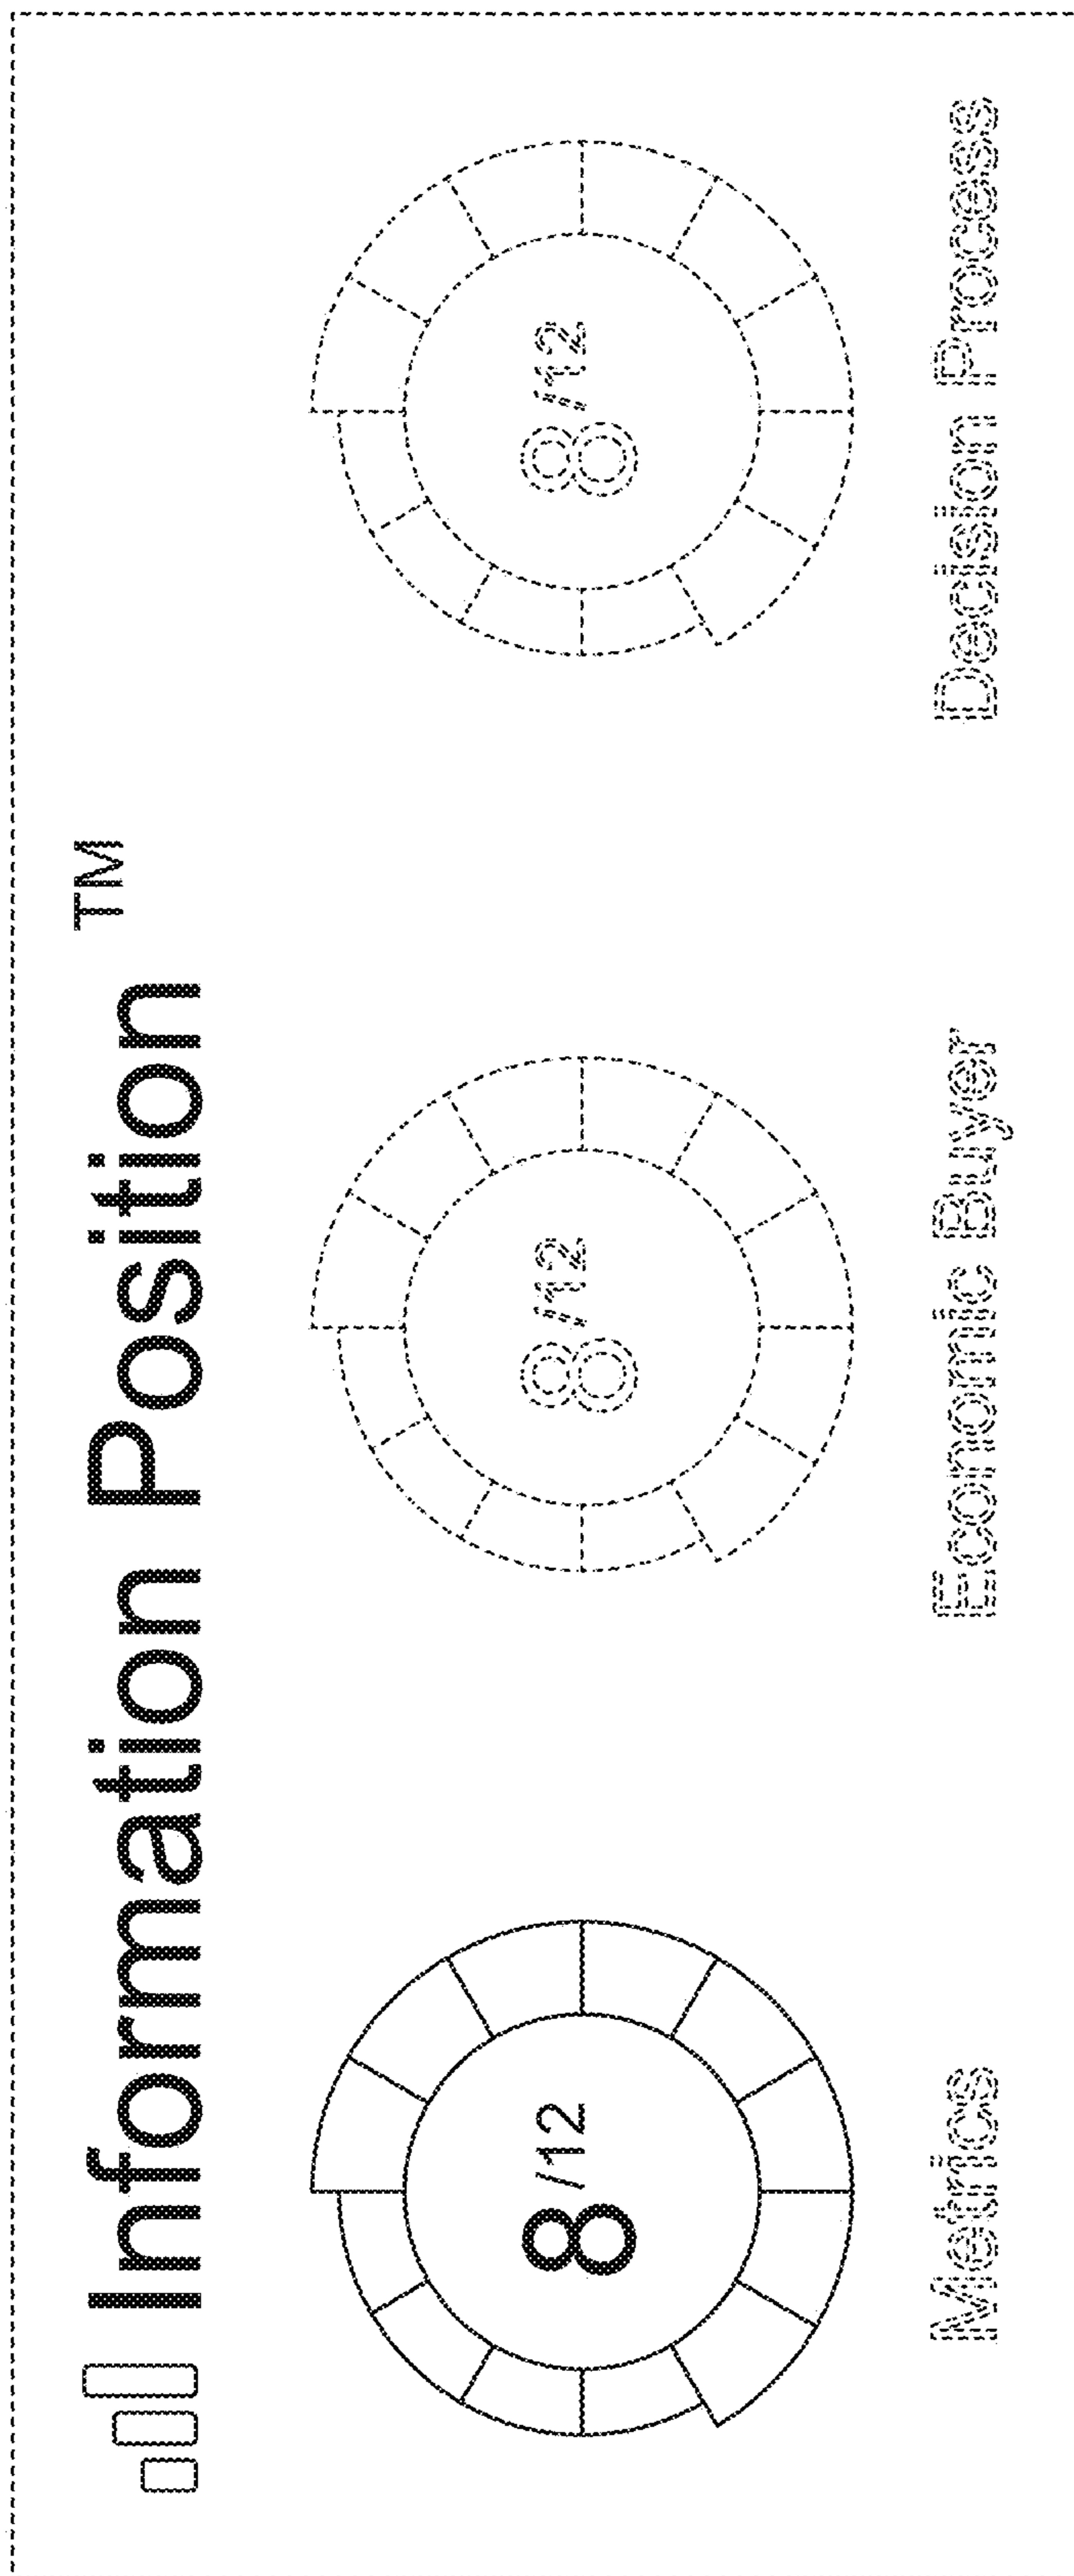 Information Position™
8/12
8/12
8/12
Metrics
Economic Buyer
Decision Process